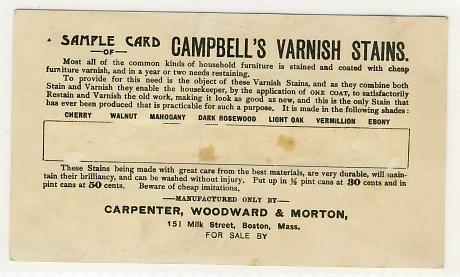 SAMPLE CARD
—OF—
CAMPBELL'S VARNISH STAINS.
Most all of the common kinds of household furniture is stained and coated with cheap
furniture varnish, and in a year or two needs restaining.
To provide for this need is the object of these Varnish Stains, and as they combine both
Stain and Varnish they enable the housekeeper, by the application of ONE COAT, to satisfactorily
Restain and Varnish the old work, making it look as good as new, and this is the only Stain that
has ever been produced that is practicable for such a purpose. It is made in the following shades:
CHERRY WALNUT MAHOGANY DARK ROSEWOOD LIGHT OAK VERMILLION EBONY
These Stains being made with great care from the best materials, are very durable, will main-
tain their brilliancy, and can be washed without injury. Put up in ½ pint cans at 30 cents and in
pint cans at 50 cents. Beware of cheap imitations.
—MANUFACTURED ONLY BY—
CARPENTER, WOODWARD & MORTON,
151 Milk Street, Boston, Mass.
FOR SALE BY